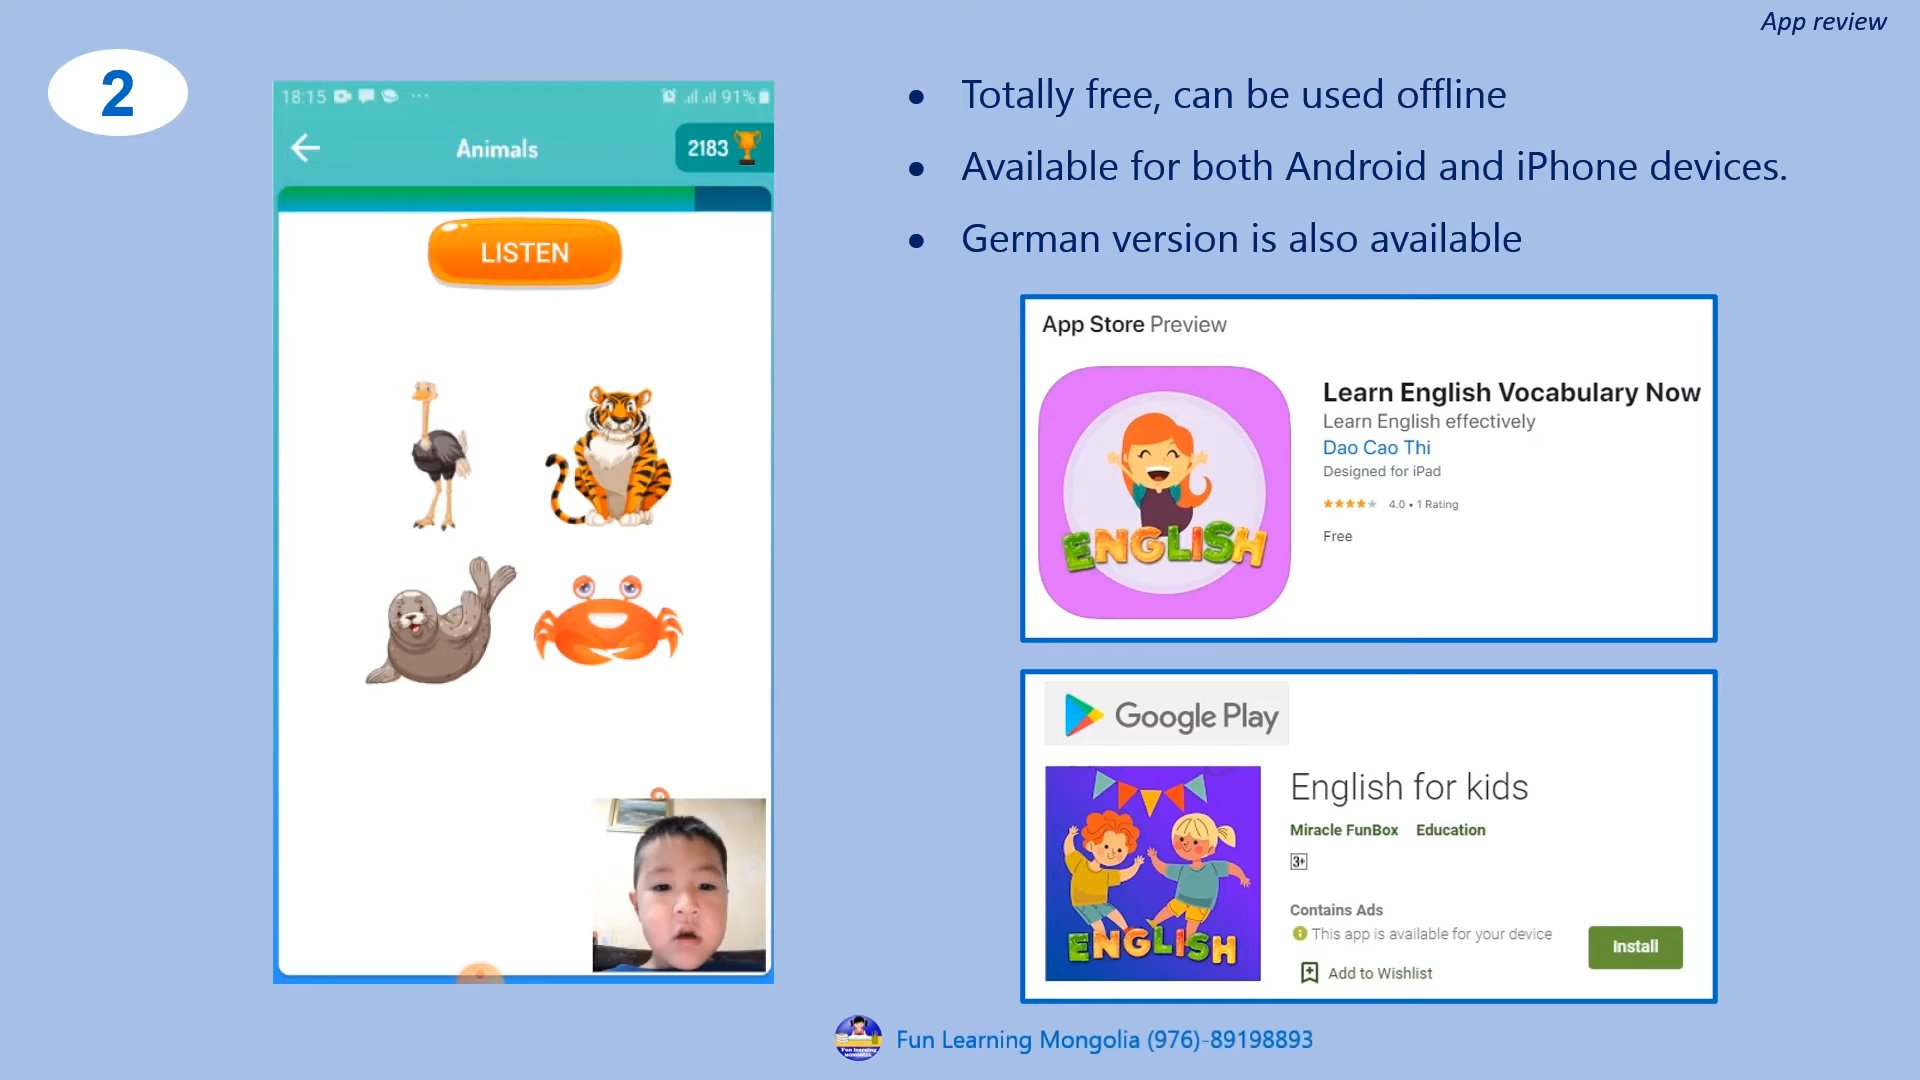 App review
2
18:15
91%
Animals
2183
LISTEN
• Totally free, can be used offline
• Available for both Android and iPhone devices.
• German version is also available
App Store Preview
ENGLISH
Learn English Vocabulary Now
Learn English effectively
Dao Cao Thi
Designed for iPad
4.0 • 1 Rating
Free
Google Play
ENGLISH
English for kids
Miracle FunBox Education
3+
Contains Ads
This app is available for your device
Add to Wishlist
Install
Fun learning
MONGOLIA
Fun Learning Mongolia (976)-89198893